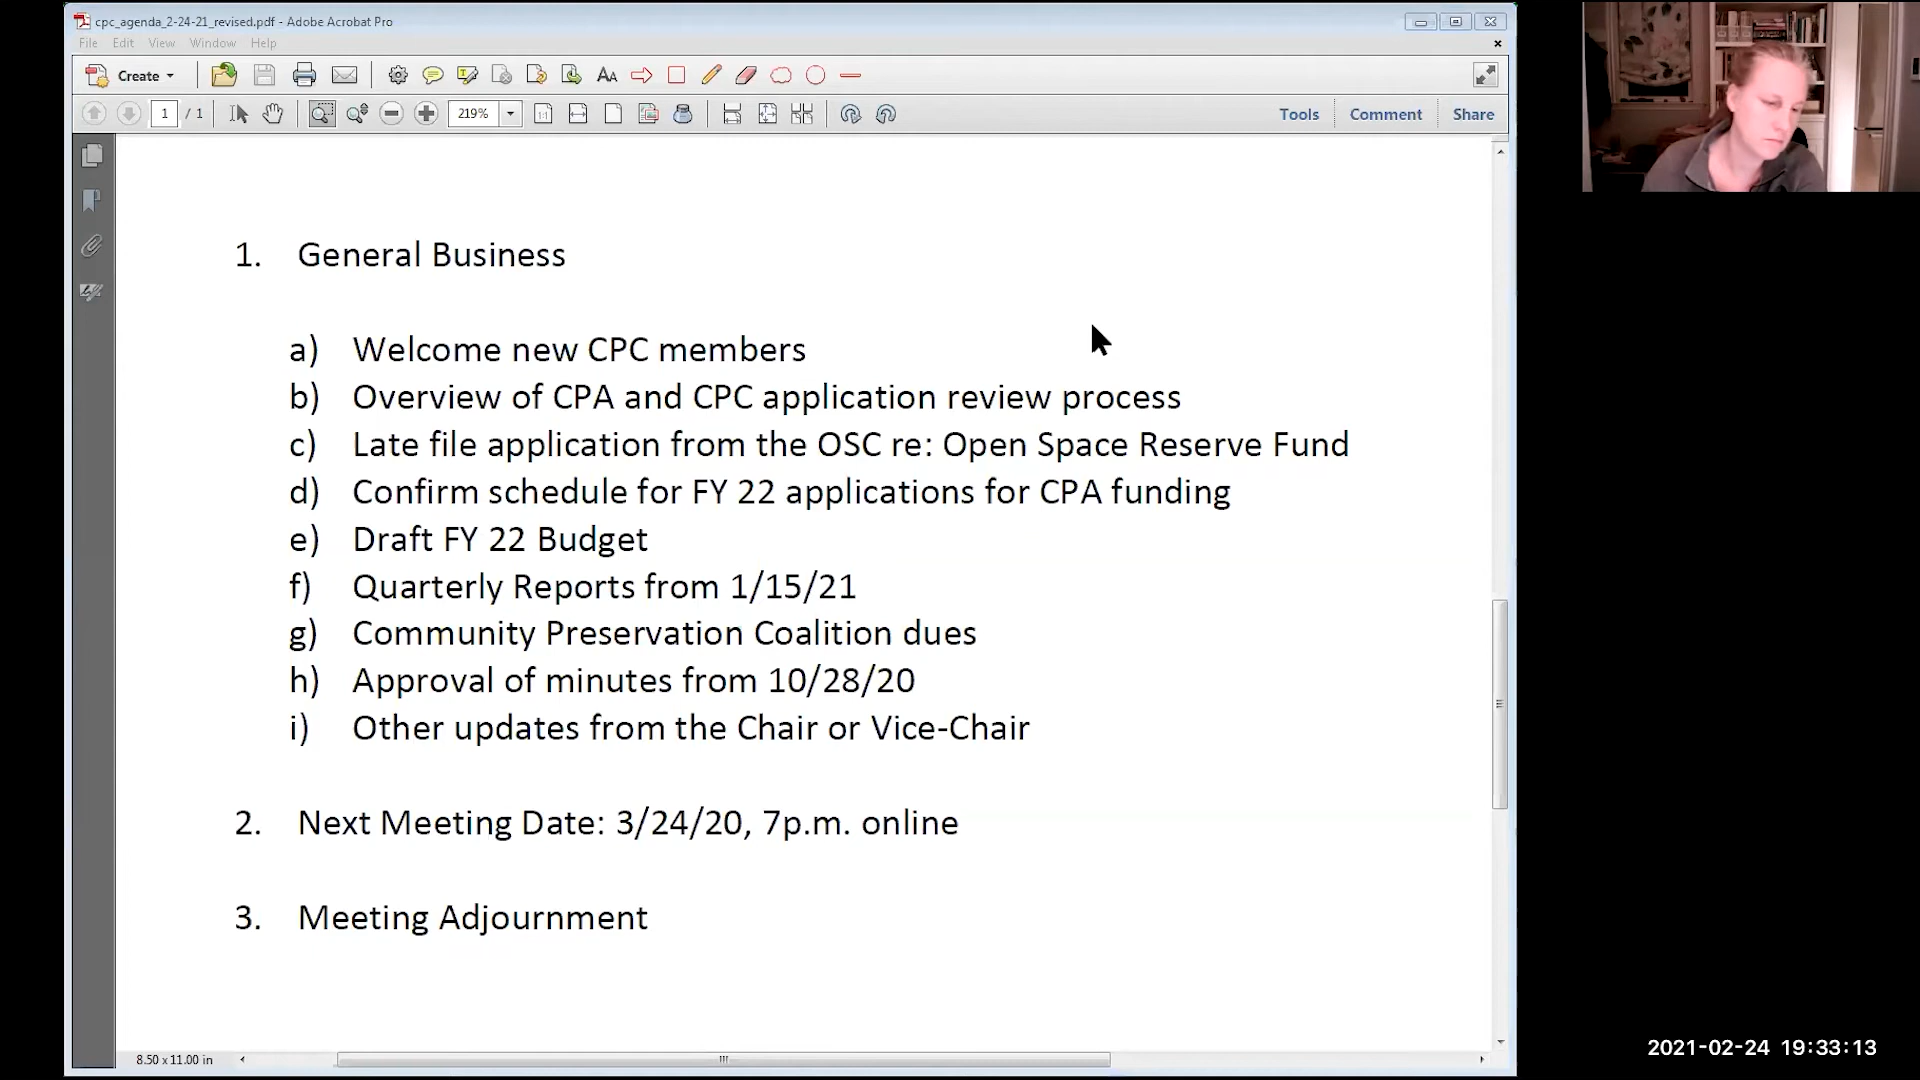 cpc_agenda_2-24-21_revised.pdf - Adobe Acrobat Pro
File Edit View Window Help
Create
1 / 1 219% Tools Comment Share
1. General Business
a) Welcome new CPC members
b) Overview of CPA and CPC application review process
c) Late file application from the OSC re: Open Space Reserve Fund
d) Confirm schedule for FY 22 applications for CPA funding
e) Draft FY 22 Budget
f) Quarterly Reports from 1/15/21
g) Community Preservation Coalition dues
h) Approval of minutes from 10/28/20
i) Other updates from the Chair or Vice-Chair
2. Next Meeting Date: 3/24/20, 7p.m. online
3. Meeting Adjournment
8.50 x 11.00 in
2021-02-24 19:33:13